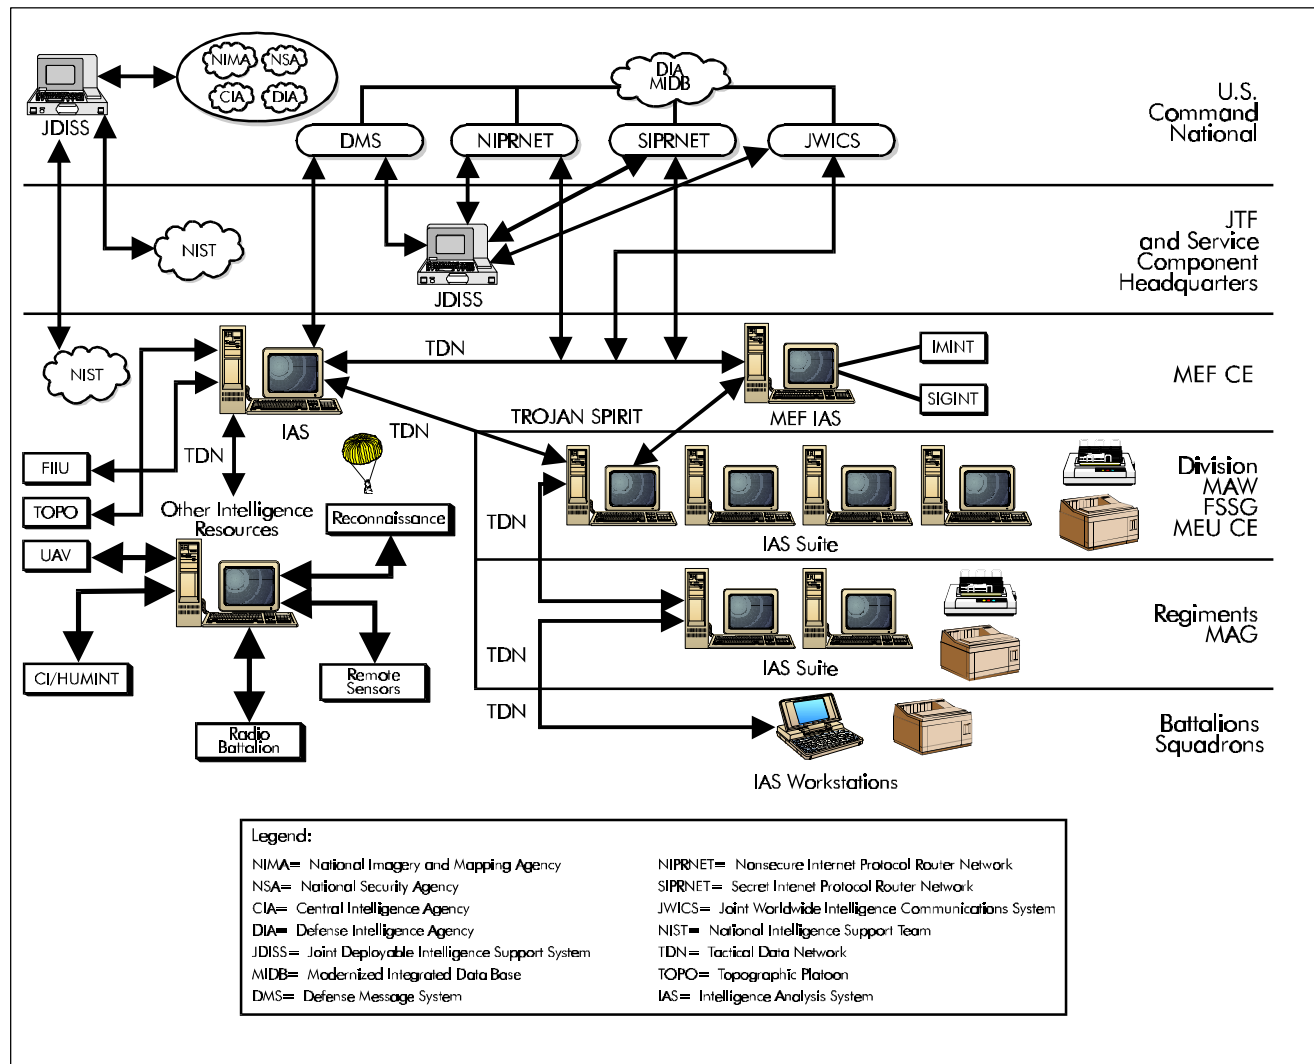 NIMA
NSA
CIA
DIA
JDISS
DIA
MIDB
DMS
NIPRNET
SIPRNET
JWICS
U.S.
Command
National
NIST
JDISS
JTF
and Service
Component
Headquarters
NIST
TDN
IAS
TDN
TROJAN SPIRIT
MEF IAS
IMINT
SIGINT
MEF CE
FIIU
TOPO
UAV
TDN
Other Intelligence
Resources
Reconnaissance
CI/HUMINT
Radio
Battalion
Remote
Sensors
TDN
IAS Suite
Division
MAW
FSSG
MEU CE
TDN
IAS Suite
Regiments
MAG
TDN
IAS Workstations
Battalions
Squadrons
Legend:
NIMA= National Imagery and Mapping Agency
NSA= National Security Agency
CIA= Central Intelligence Agency
DIA= Defense Intelligence Agency
JDISS= Joint Deployable Intelligence Support System
MIDB= Modernized Integrated Data Base
DMS= Defense Message System
NIPRNET= Nonsecure Internet Protocol Router Network
SIPRNET= Secret Intenet Protocol Router Network
JWICS= Joint Worldwide Intelligence Communications System
NIST= National Intelligence Support Team
TDN= Tactical Data Network
TOPO= Topographic Platoon
IAS= Intelligence Analysis System